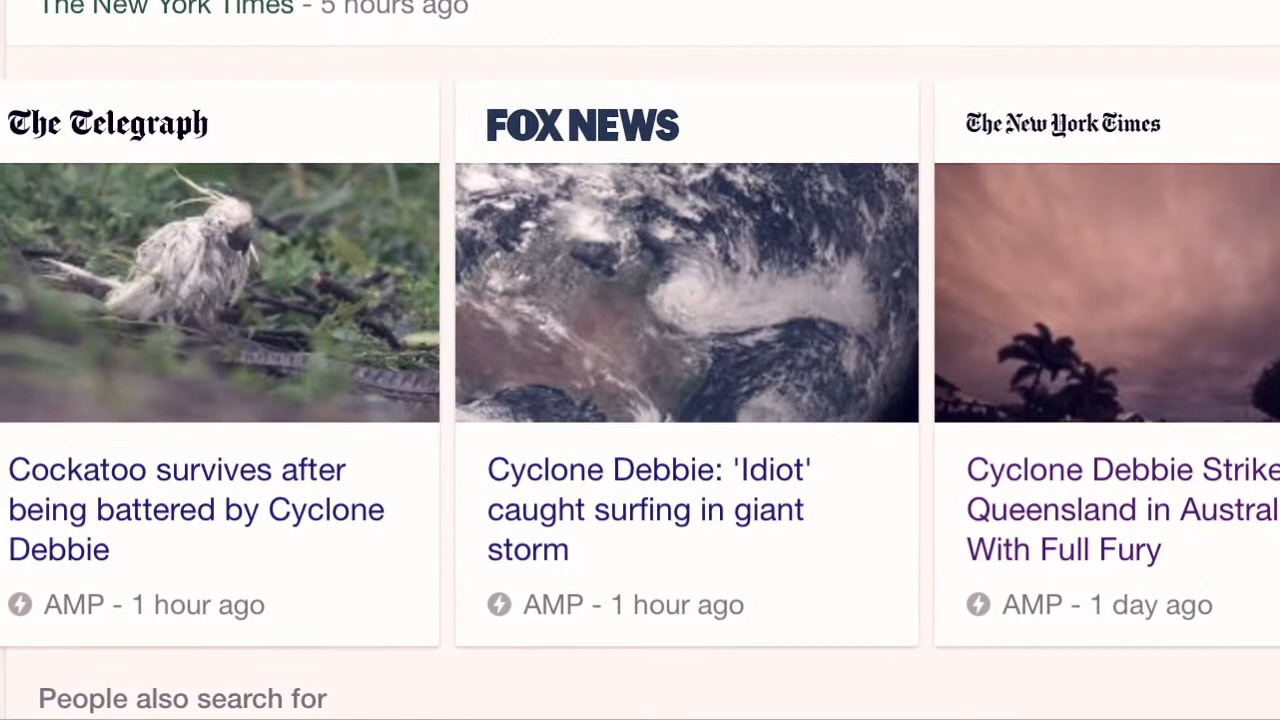 The New York Times - 5 hours ago
The Telegraph
FOX NEWS
The New York Times
Cockatoo survives after
being battered by Cyclone
Debbie
AMP - 1 hour ago
Cyclone Debbie: 'Idiot'
caught surfing in giant
storm
AMP - 1 hour ago
Cyclone Debbie Strike
Queensland in Austral
With Full Fury
AMP - 1 day ago
People also search for